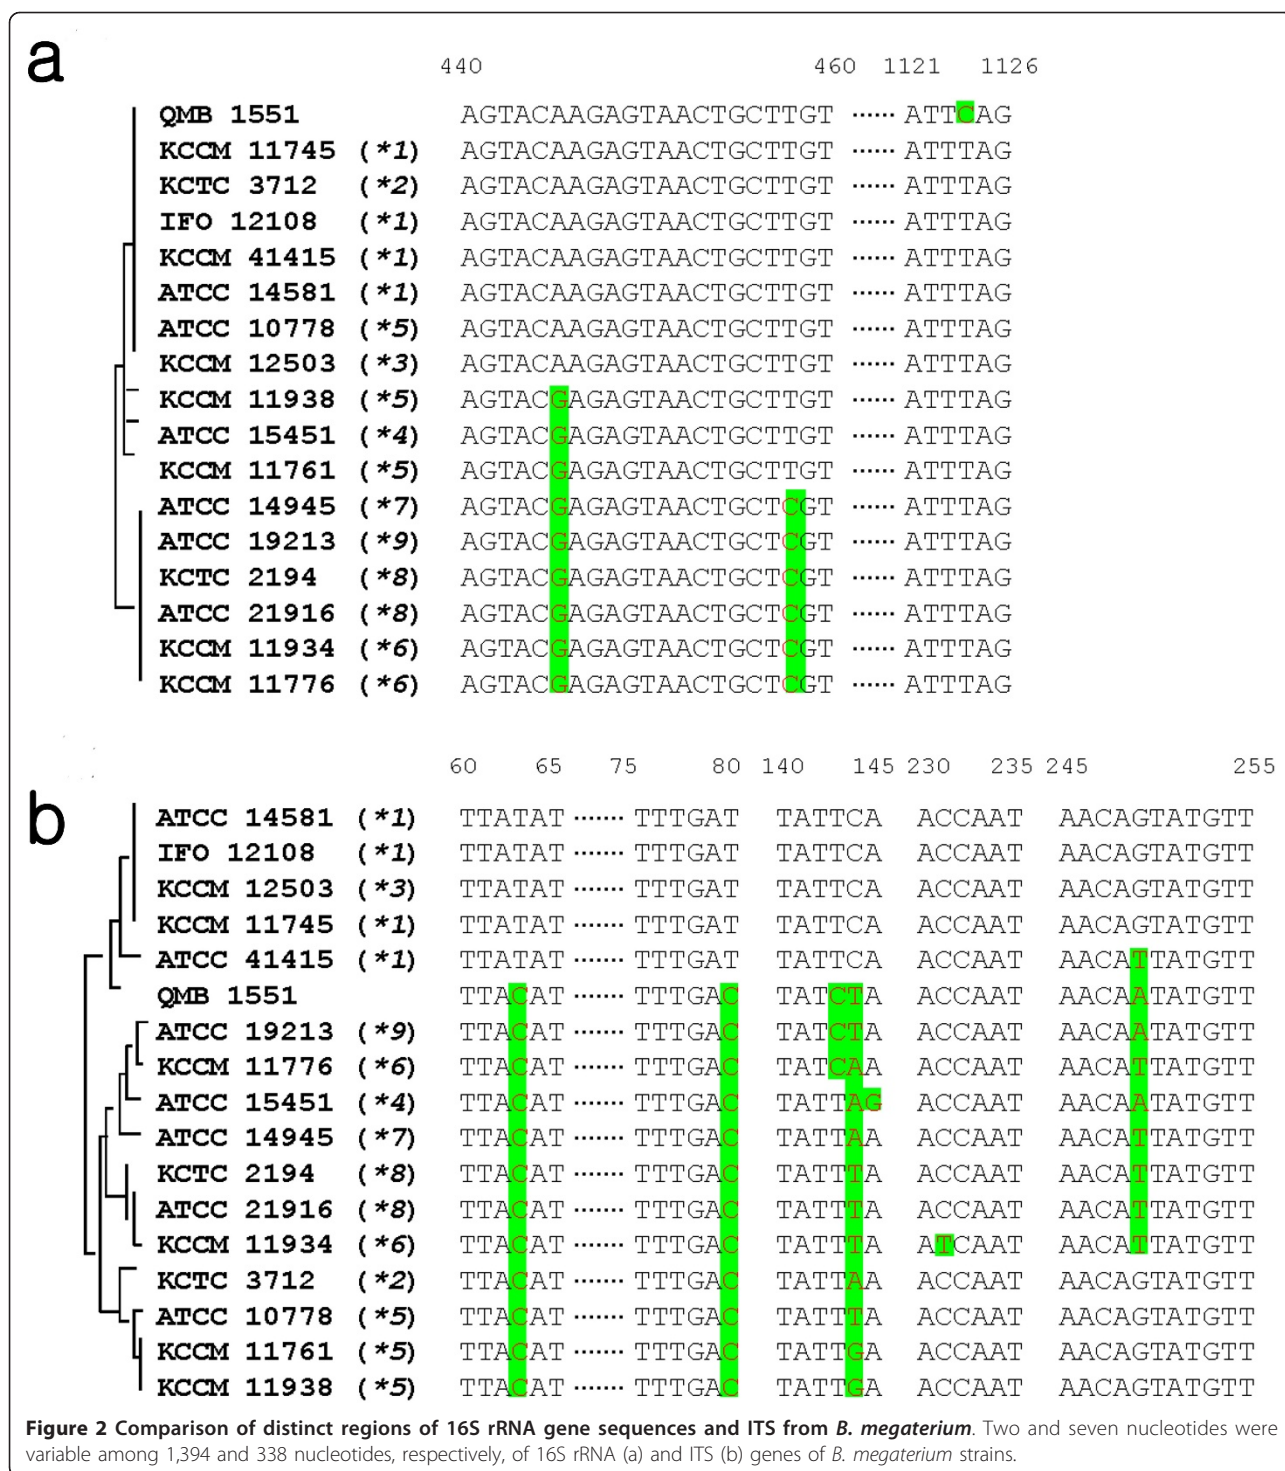 a
440 460 1121 1126
QMB 1551 AGTACAAGAGTAACTGCTTGT ······ ATTCAG
KCCM 11745 (*1) AGTACAAGAGTAACTGCTTGT ······ ATTTAG
KCTC 3712 (*2) AGTACAAGAGTAACTGCTTGT ······ ATTTAG
IFO 12108 (*1) AGTACAAGAGTAACTGCTTGT ······ ATTTAG
KCCM 41415 (*1) AGTACAAGAGTAACTGCTTGT ······ ATTTAG
ATCC 14581 (*1) AGTACAAGAGTAACTGCTTGT ······ ATTTAG
ATCC 10778 (*5) AGTACAAGAGTAACTGCTTGT ······ ATTTAG
KCCM 12503 (*3) AGTACAAGAGTAACTGCTTGT ······ ATTTAG
KCCM 11938 (*5) AGTACGAGAGTAACTGCTTGT ······ ATTTAG
ATCC 15451 (*4) AGTACGAGAGTAACTGCTTGT ······ ATTTAG
KCCM 11761 (*5) AGTACGAGAGTAACTGCTTGT ······ ATTTAG
ATCC 14945 (*7) AGTACGAGAGTAACTGCTCGT ······ ATTTAG
ATCC 19213 (*9) AGTACGAGAGTAACTGCTCGT ······ ATTTAG
KCTC 2194 (*8) AGTACGAGAGTAACTGCTCGT ······ ATTTAG
ATCC 21916 (*8) AGTACGAGAGTAACTGCTCGT ······ ATTTAG
KCCM 11934 (*6) AGTACGAGAGTAACTGCTCGT ······ ATTTAG
KCCM 11776 (*6) AGTACGAGAGTAACTGCTCGT ······ ATTTAG
b
60 65 75 80 140 145 230 235 245 255
ATCC 14581 (*1) TTATAT ······· TTTGAT TATTCA ACCAAT AACAGTATGTT
IFO 12108 (*1) TTATAT ······· TTTGAT TATTCA ACCAAT AACAGTATGTT
KCCM 12503 (*3) TTATAT ······· TTTGAT TATTCA ACCAAT AACAGTATGTT
KCCM 11745 (*1) TTATAT ······· TTTGAT TATTCA ACCAAT AACAGTATGTT
ATCC 41415 (*1) TTATAT ······· TTTGAT TATTCA ACCAAT AACATTATGTT
QMB 1551 TTACAT ······· TTTGAC TATCTA ACCAAT AACAATATGTT
ATCC 19213 (*9) TTACAT ······· TTTGAC TATCTA ACCAAT AACAATATGTT
KCCM 11776 (*6) TTACAT ······· TTTGAC TATCAA ACCAAT AACATTATGTT
ATCC 15451 (*4) TTACAT ······· TTTGAC TATTAG ACCAAT AACAATATGTT
ATCC 14945 (*7) TTACAT ······· TTTGAC TATTAA ACCAAT AACATTATGTT
KCTC 2194 (*8) TTACAT ······· TTTGAC TATTTA ACCAAT AACATTATGTT
ATCC 21916 (*8) TTACAT ······· TTTGAC TATTTA ACCAAT AACATTATGTT
KCCM 11934 (*6) TTACAT ······· TTTGAC TATTTA ATCAAT AACATTATGTT
KCTC 3712 (*2) TTACAT ······· TTTGAC TATTAA ACCAAT AACAGTATGTT
ATCC 10778 (*5) TTACAT ······· TTTGAC TATTTA ACCAAT AACAGTATGTT
KCCM 11761 (*5) TTACAT ······· TTTGAC TATTGA ACCAAT AACAGTATGTT
KCCM 11938 (*5) TTACAT ······· TTTGAC TATTGA ACCAAT AACAGTATGTT
Figure 2 Comparison of distinct regions of 16S rRNA gene sequences and ITS from B. megaterium. Two and seven nucleotides were
variable among 1,394 and 338 nucleotides, respectively, of 16S rRNA (a) and ITS (b) genes of B. megaterium strains.